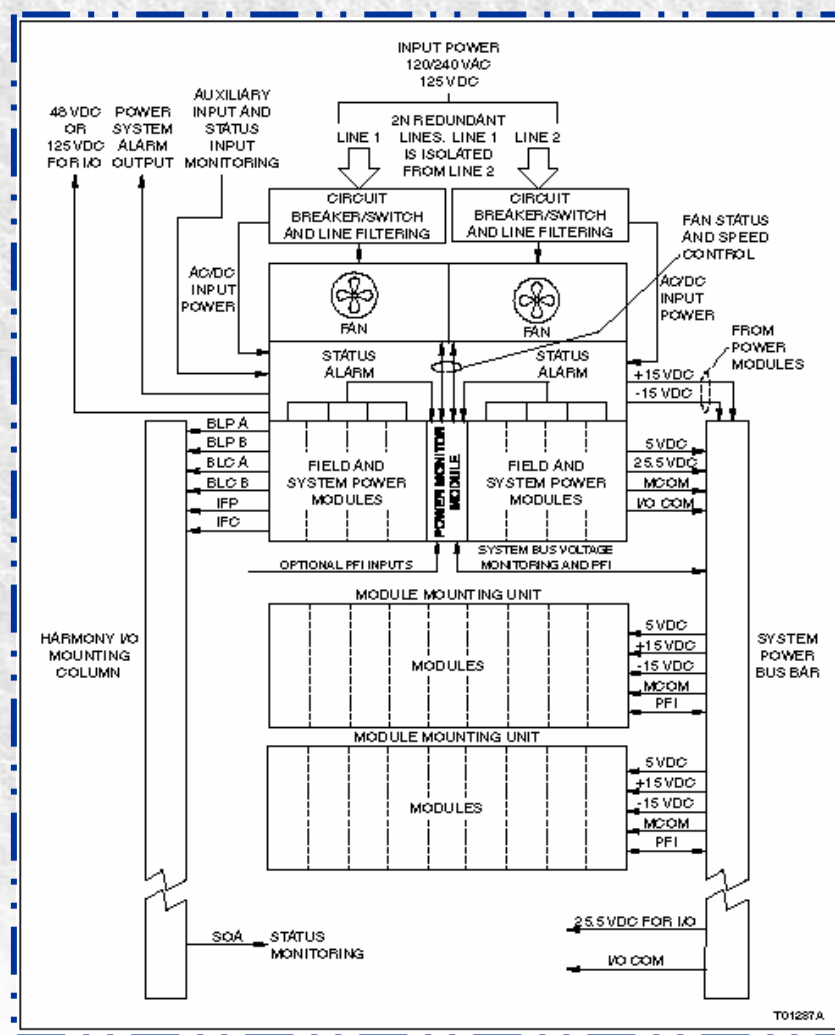 INPUT POWER
120/240 VAC
125 VDC
48 VDC
OR
125 VDC
FOR I/O
POWER
SYSTEM
ALARM
OUTPUT
AUXILIARY
INPUT AND
STATUS
INPUT
MONITORING
LINE 1
2N REDUNDANT
LINES. LINE 1
IS ISOLATED
FROM LINE 2
LINE 2
CIRCUIT
BREAKER/SWITCH
AND LINE FILTERING
CIRCUIT
BREAKER/SWITCH
AND LINE FILTERING
FAN STATUS
AND SPEED
CONTROL
AC/DC
INPUT
POWER
FAN
FAN
AC/DC
INPUT
POWER
STATUS
ALARM
STATUS
ALARM
FROM
POWER
MODULES
+15 VDC
-15 VDC
BLP A
BLP B
BLC A
BLC B
IFP
IFC
FIELD AND
SYSTEM POWER
MODULES
POWER MONITOR
MODULE
FIELD AND
SYSTEM POWER
MODULES
5 VDC
25.5 VDC
MCOM
I/O COM
OPTIONAL PFI INPUTS
SYSTEM BUS VOLTAGE
MONITORING AND PFI
HARMONY I/O
MOUNTING
COLUMN
MODULE MOUNTING UNIT
MODULES
5 VDC
+15 VDC
-15 VDC
MCOM
PFI
SYSTEM
POWER
BUS BAR
MODULE MOUNTING UNIT
MODULES
5 VDC
+15 VDC
-15 VDC
MCOM
PFI
SOA
STATUS
MONITORING
25.5 VDC FOR I/O
I/O COM
T01287A